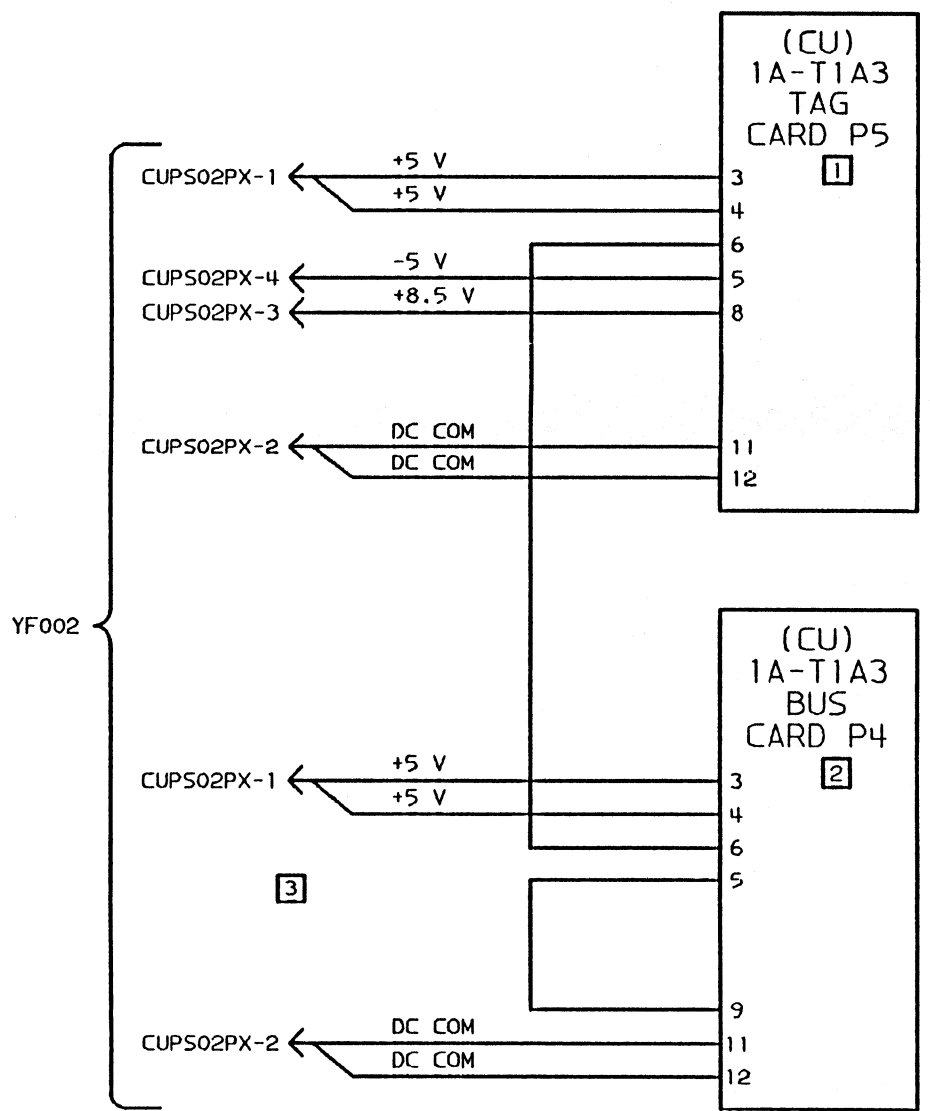 (CU)
1A-T1A3
TAG
CARD P5
1
CUPS02PX-1
+5 V
3
+5 V
4
6
CUPS02PX-4
-5 V
5
CUPS02PX-3
+8.5 V
8
CUPS02PX-2
DC COM
11
DC COM
12
YF002
(CU)
1A-T1A3
BUS
CARD P4
2
CUPS02PX-1
+5 V
3
+5 V
4
6
5
3
9
CUPS02PX-2
DC COM
11
DC COM
12